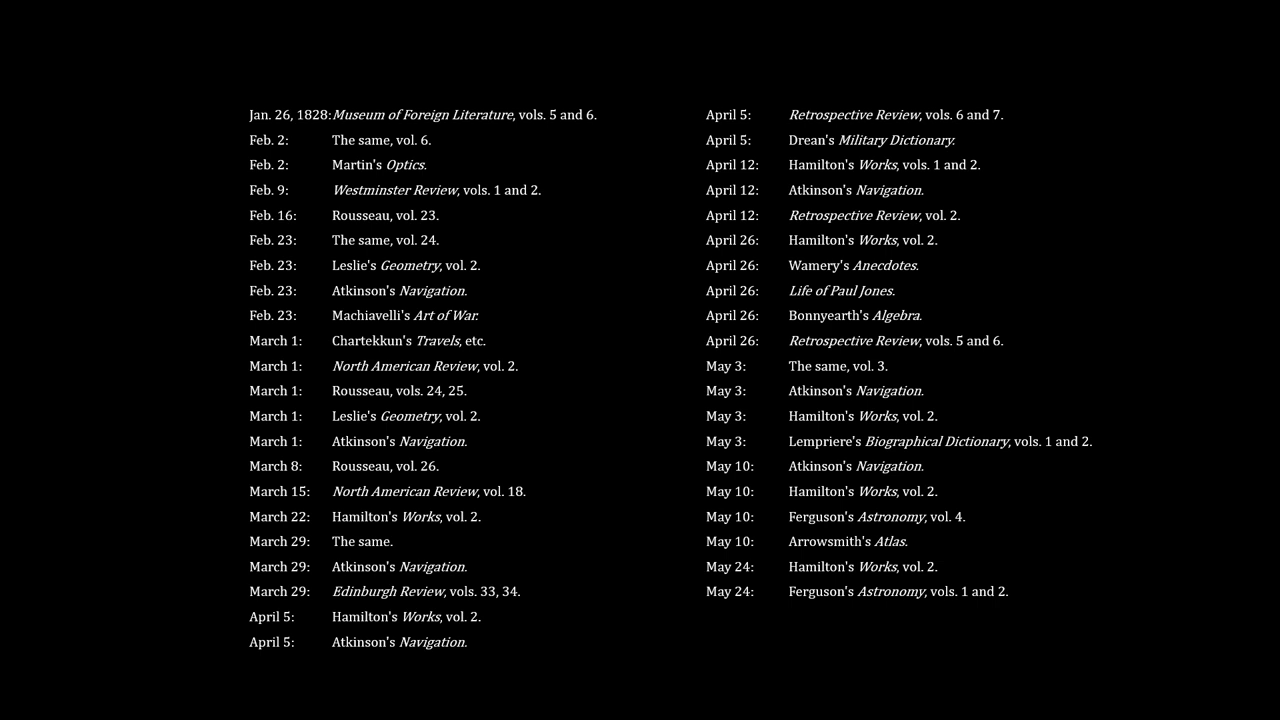 Jan. 26, 1828: Museum of Foreign Literature, vols. 5 and 6.
Feb. 2: The same, vol. 6.
Feb. 2: Martin's Optics.
Feb. 9: Westminster Review, vols. 1 and 2.
Feb. 16: Rousseau, vol. 23.
Feb. 23: The same, vol. 24.
Feb. 23: Leslie's Geometry, vol. 2.
Feb. 23: Atkinson's Navigation.
Feb. 23: Machiavelli's Art of War.
March 1: Chartekkun's Travels, etc.
March 1: North American Review, vol. 2.
March 1: Rousseau, vols. 24, 25.
March 1: Leslie's Geometry, vol. 2.
March 1: Atkinson's Navigation.
March 8: Rousseau, vol. 26.
March 15: North American Review, vol. 18.
March 22: Hamilton's Works, vol. 2.
March 29: The same.
March 29: Atkinson's Navigation.
March 29: Edinburgh Review, vols. 33, 34.
April 5: Hamilton's Works, vol. 2.
April 5: Atkinson's Navigation.
April 5: Retrospective Review, vols. 6 and 7.
April 5: Drean's Military Dictionary.
April 12: Hamilton's Works, vols. 1 and 2.
April 12: Atkinson's Navigation.
April 12: Retrospective Review, vol. 2.
April 26: Hamilton's Works, vol. 2.
April 26: Wamery's Anecdotes.
April 26: Life of Paul Jones.
April 26: Bonnyearth's Algebra.
April 26: Retrospective Review, vols. 5 and 6.
May 3: The same, vol. 3.
May 3: Atkinson's Navigation.
May 3: Hamilton's Works, vol. 2.
May 3: Lempriere's Biographical Dictionary, vols. 1 and 2.
May 10: Atkinson's Navigation.
May 10: Hamilton's Works, vol. 2.
May 10: Ferguson's Astronomy, vol. 4.
May 10: Arrowsmith's Atlas.
May 24: Hamilton's Works, vol. 2.
May 24: Ferguson's Astronomy, vols. 1 and 2.